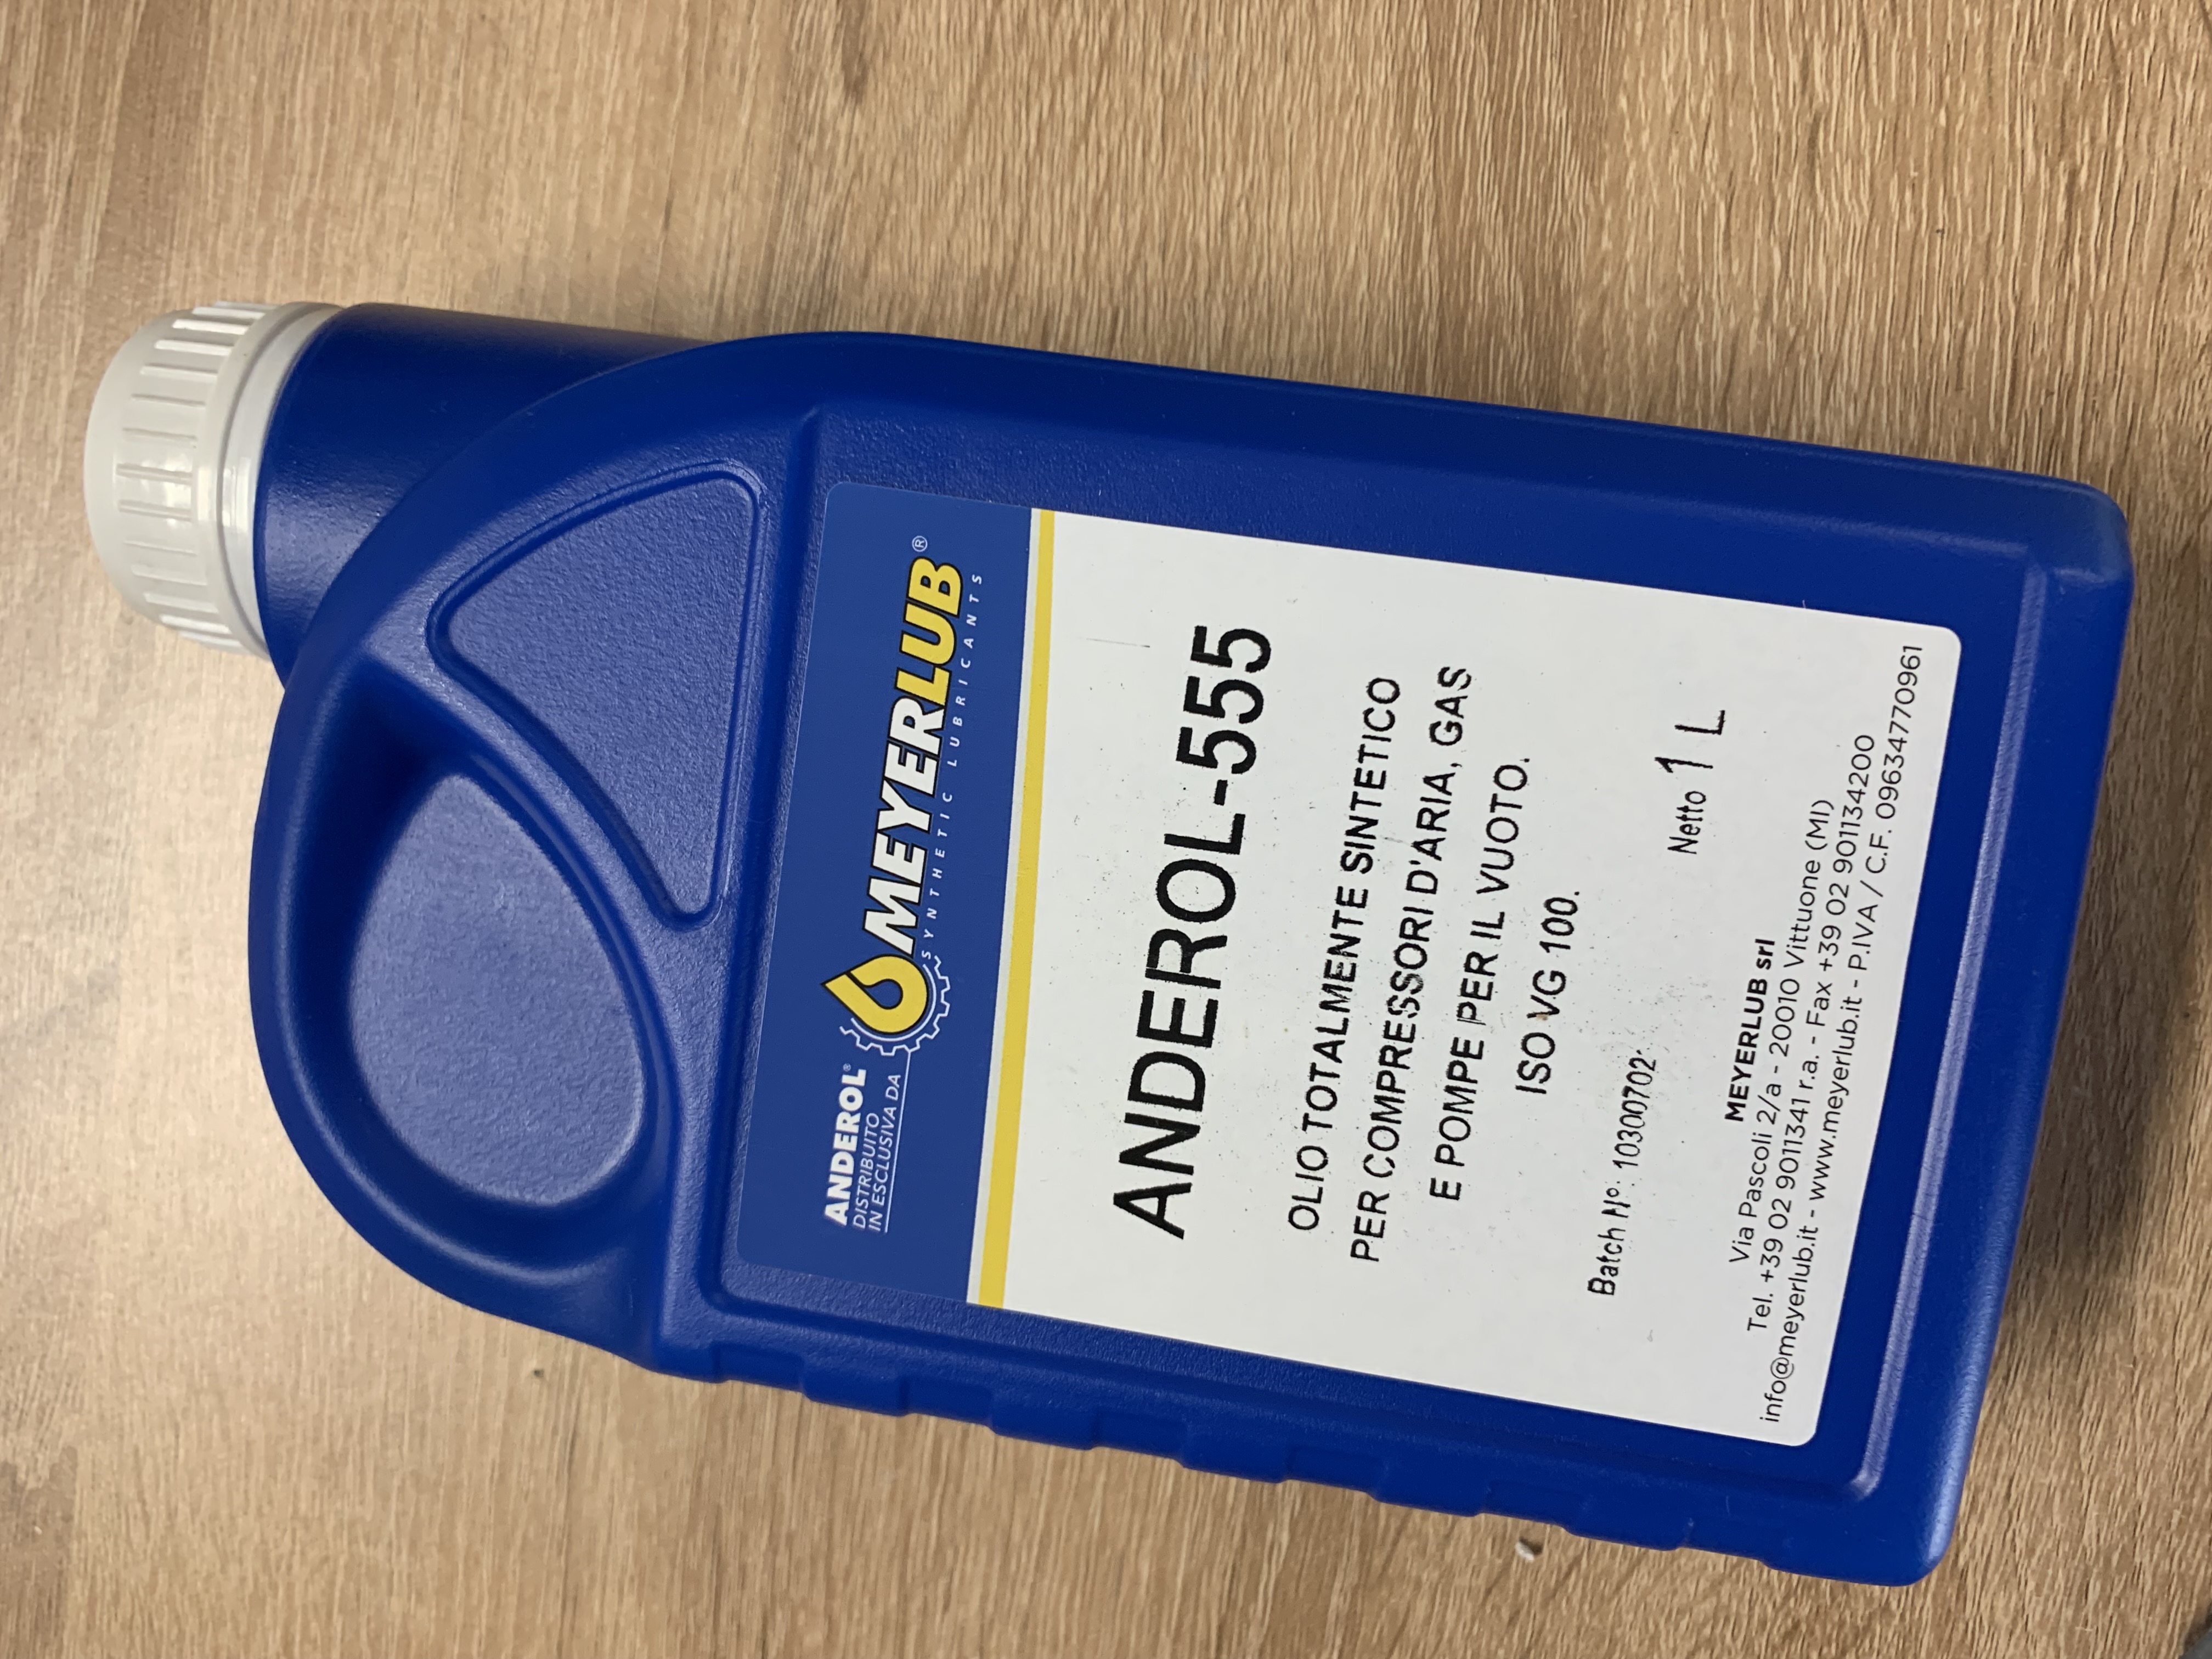 ANDEROL®
DISTRIBUITO
IN ESCLUSIVA DA
MEYERLUB®
SYNTHETIC LUBRICANTS
ANDEROL-555
OLIO TOTALMENTE SINTETICO
PER COMPRESSORI D'ARIA, GAS
E POMPE PER IL VUOTO.
ISO VG 100.
Batch N°: 10300702
Netto 1 L
MEYERLUB srl
Via Pascoli 2/a - 20010 Vittuone (MI)
Tel. +39 02 9011341 r.a. - Fax +39 02 901134200
info@meyerlub.it - www.meyerlub.it - P.IVA / C.F. 09634770961